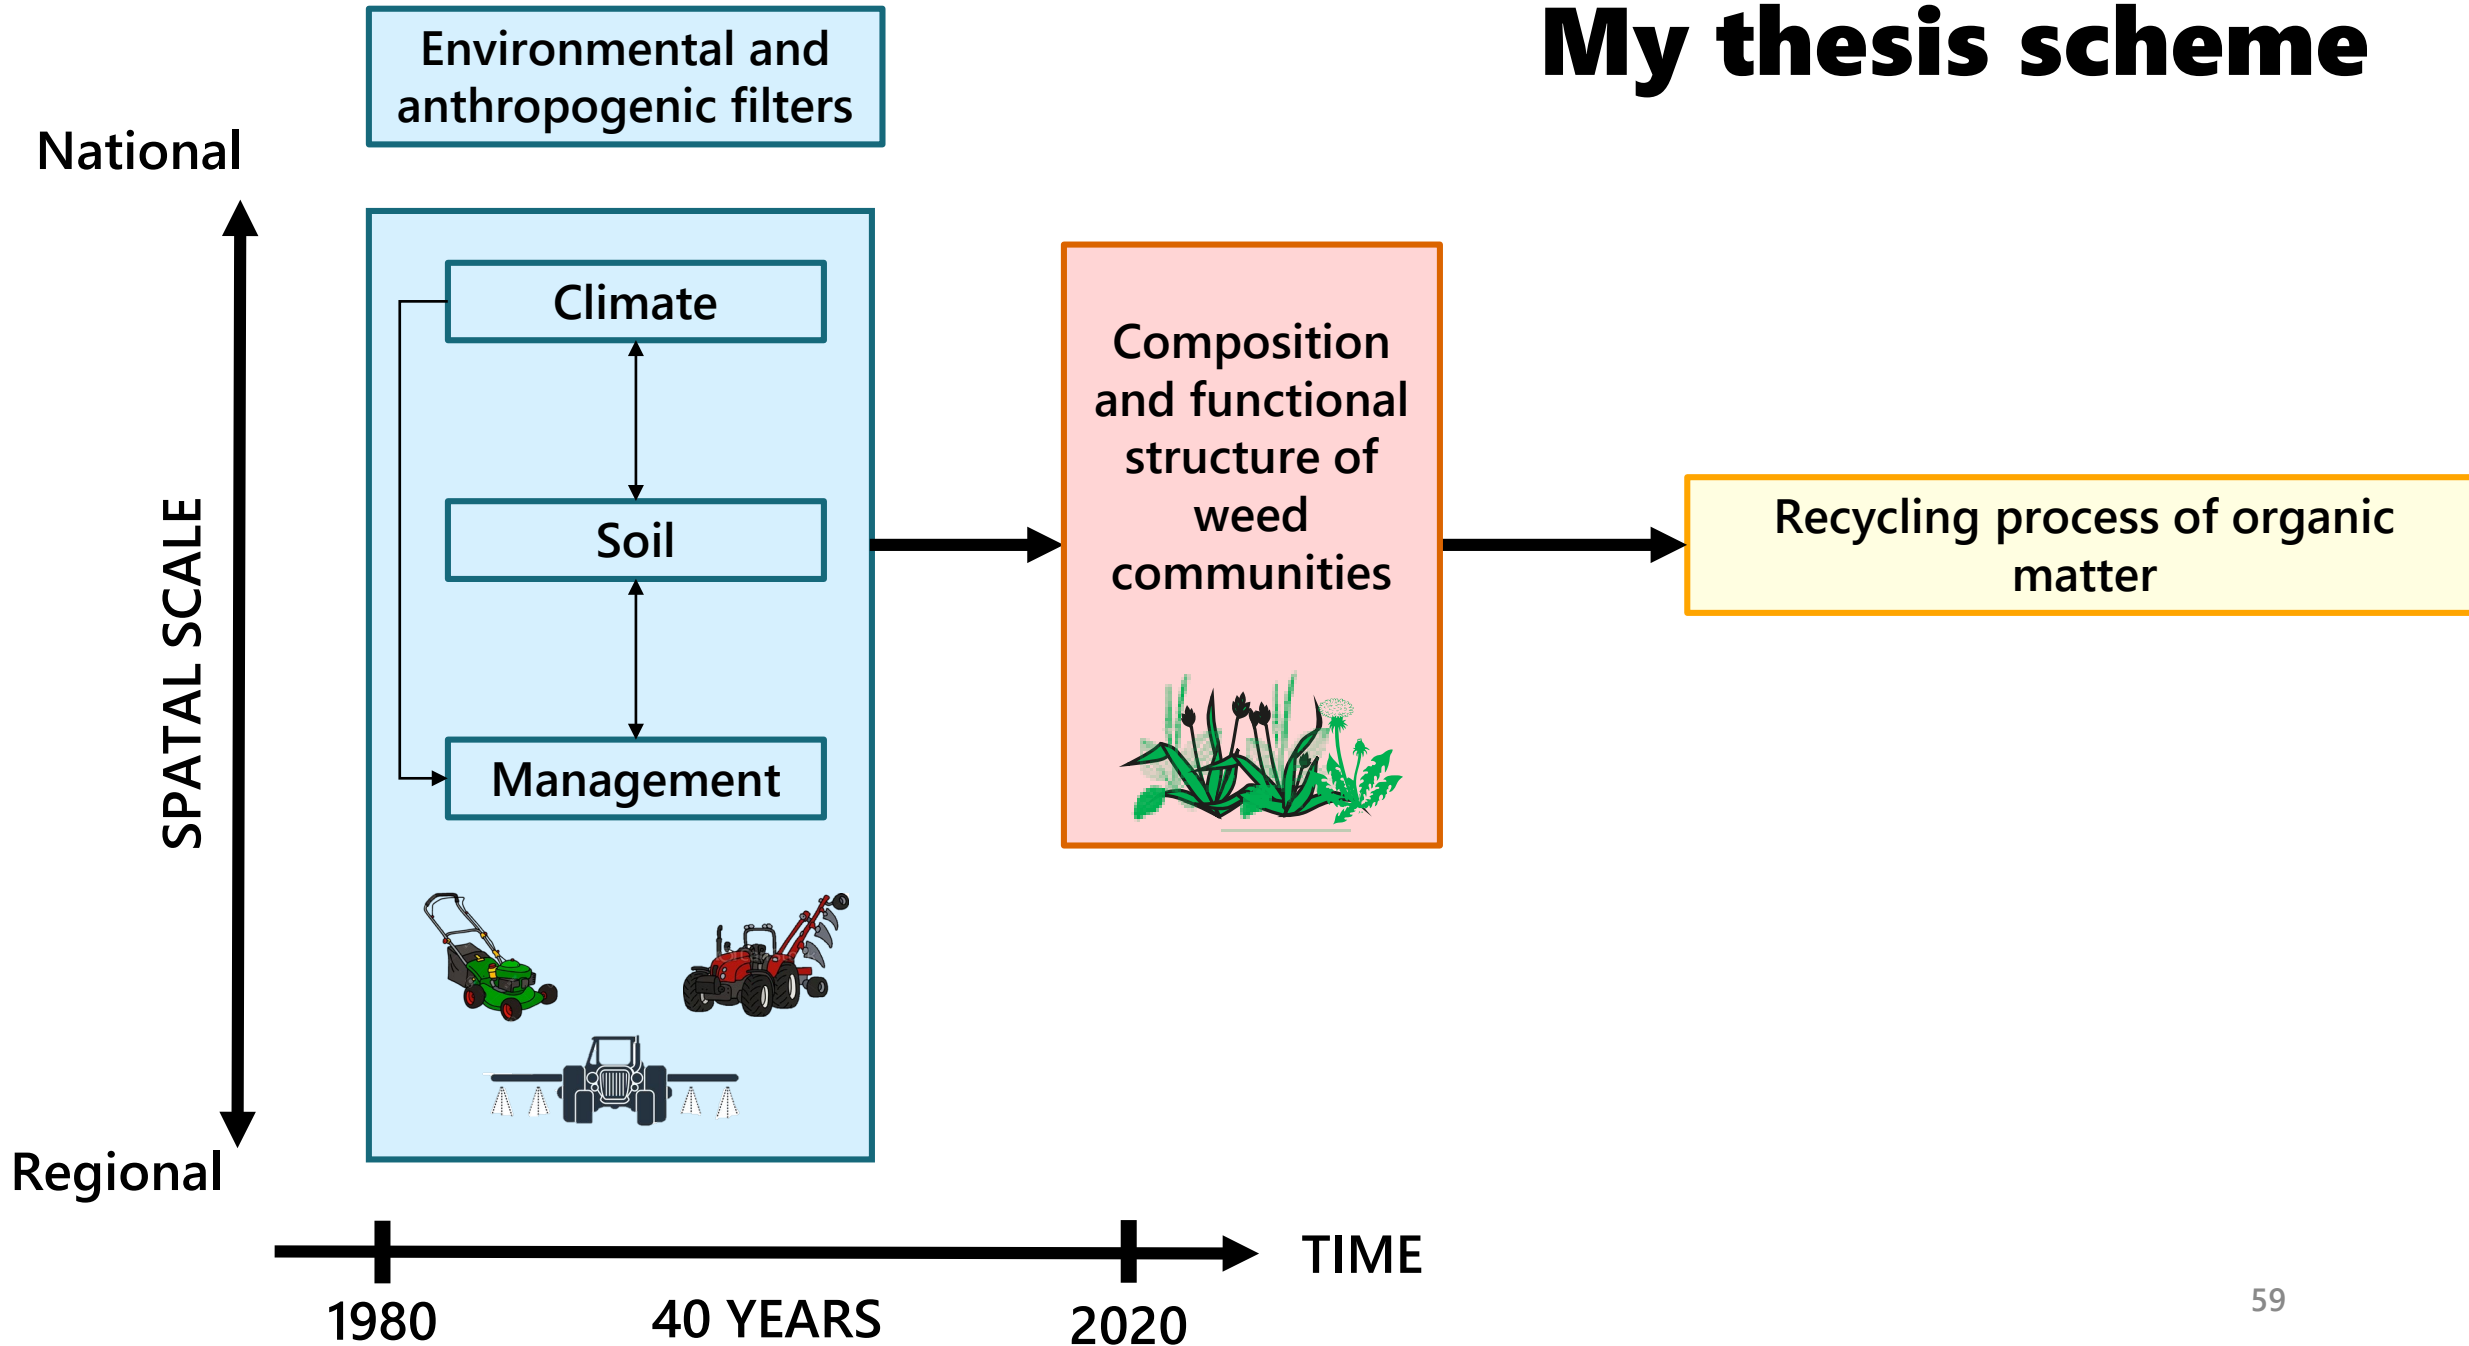 My thesis scheme
Environmental and
anthropogenic filters
National
SPATAL SCALE
Regional
Climate
Soil
Management
Composition
and functional
structure of
weed
communities
Recycling process of organic
matter
TIME
1980
40 YEARS
2020
59